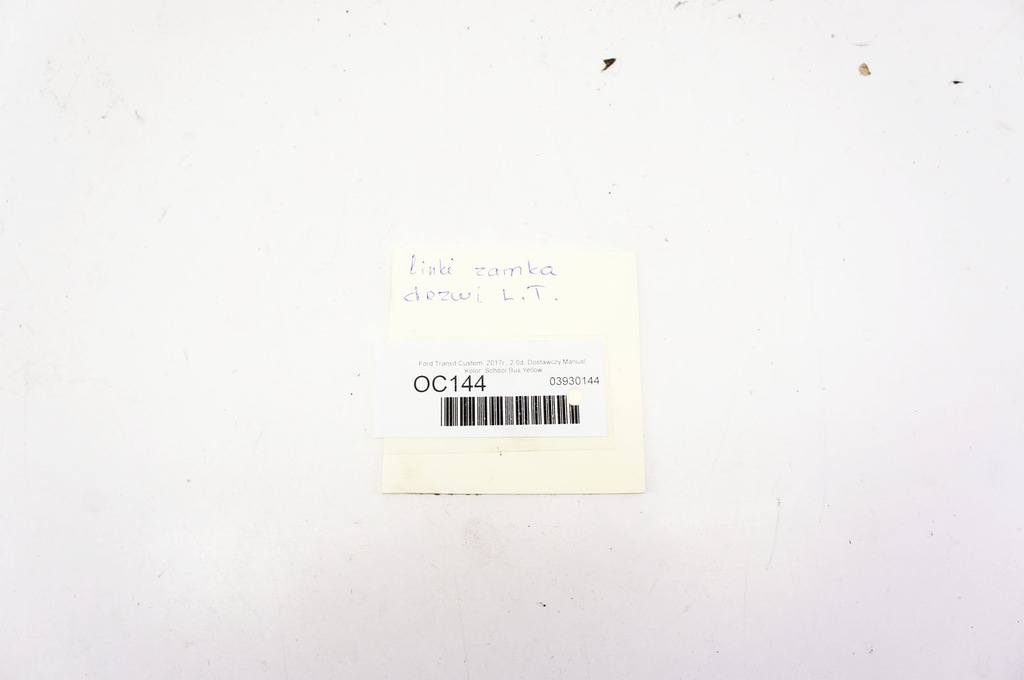 linki zamka
drzwi L.T.
Ford Transit Custom, 2017r., 2.0d, Dostawczy,Manual,
Kolor: School Bus Yellow
OC144
03930144